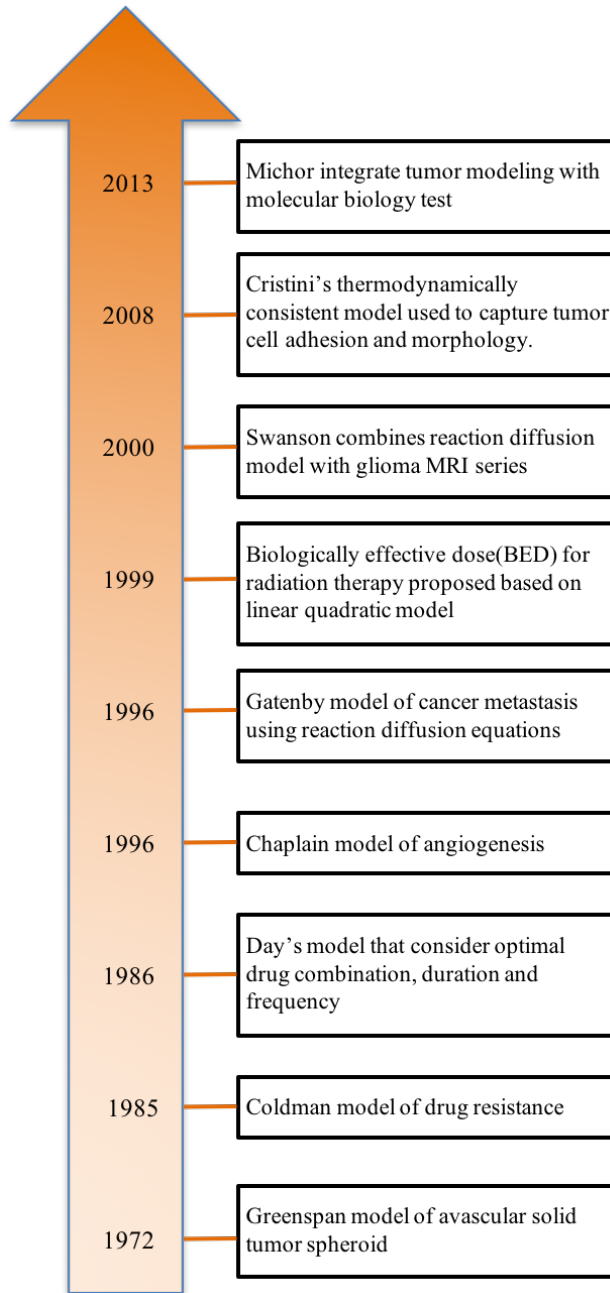 2013
Michor integrate tumor modeling with
molecular biology test
2008
Cristini's thermodynamically
consistent model used to capture tumor
cell adhesion and morphology.
2000
Swanson combines reaction diffusion
model with glioma MRI series
1999
Biologically effective dose(BED) for
radiation therapy proposed based on
linear quadratic model
1996
Gatenby model of cancer metastasis
using reaction diffusion equations
1996
Chaplain model of angiogenesis
1986
Day's model that consider optimal
drug combination, duration and
frequency
1985
Coldman model of drug resistance
1972
Greenspan model of avascular solid
tumor spheroid